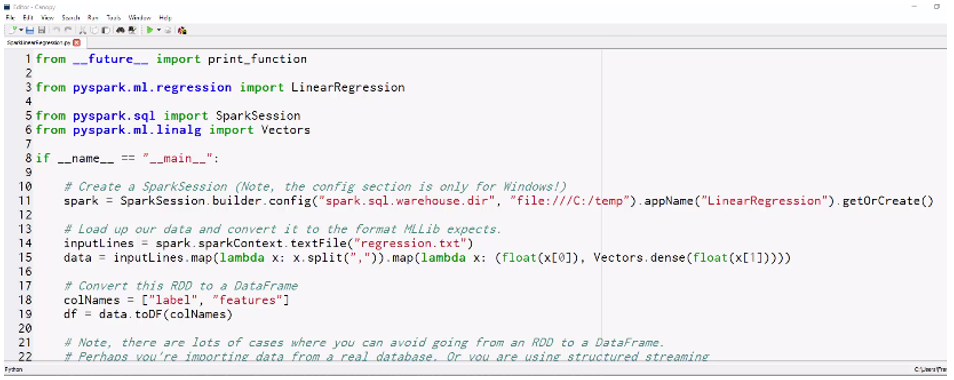 Editor - Canopy
File Edit View Search Run Tools Window Help
SparkLinearRegression.py
1 from __future__ import print_function
2
3 from pyspark.ml.regression import LinearRegression
4
5 from pyspark.sql import SparkSession
6 from pyspark.ml.linalg import Vectors
7
8 if __name__ == "__main__":
9
10 # Create a SparkSession (Note, the config section is only for Windows!)
11 spark = SparkSession.builder.config("spark.sql.warehouse.dir", "file:///C:/temp").appName("LinearRegression").getOrCreate()
12
13 # Load up our data and convert it to the format MLLib expects.
14 inputLines = spark.sparkContext.textFile("regression.txt")
15 data = inputLines.map(lambda x: x.split(",")).map(lambda x: (float(x[0]), Vectors.dense(float(x[1]))))
16
17 # Convert this RDD to a DataFrame
18 colNames = ["label", "features"]
19 df = data.toDF(colNames)
20
21 # Note, there are lots of cases where you can avoid going from an RDD to a DataFrame.
22 # Perhaps you're importing data from a real database. Or you are using structured streaming
Python